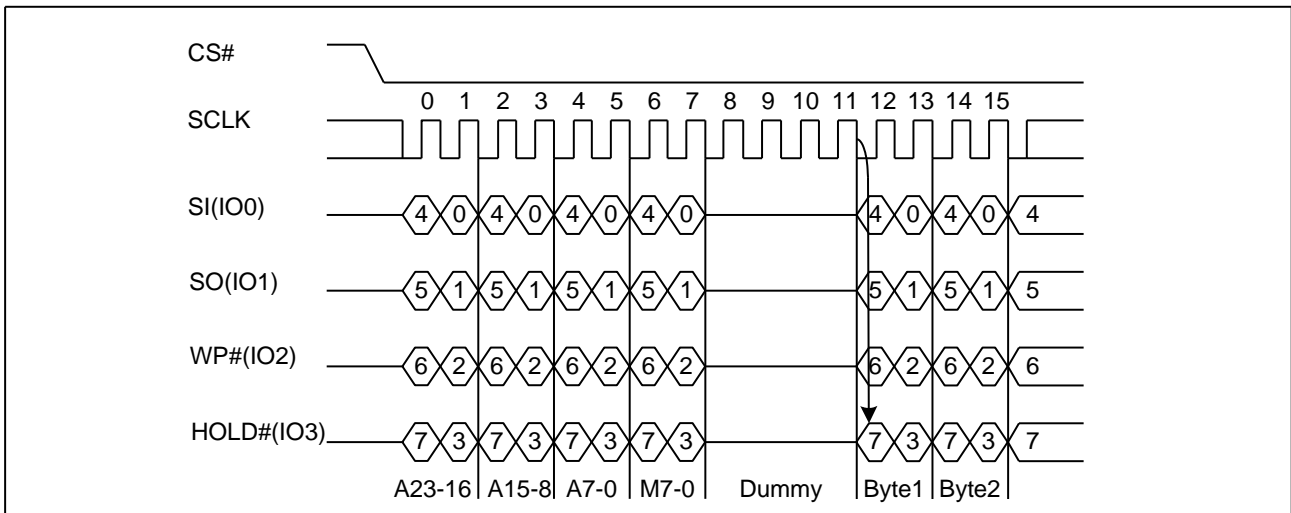 CS#
0 1 2 3 4 5 6 7 8 9 10 11 12 13 14 15
SCLK
SI(IO0) 4 0 4 0 4 0 4 0 4 0 4 0 4
SO(IO1) 5 1 5 1 5 1 5 1 5 1 5 1 5
WP#(IO2) 6 2 6 2 6 2 6 2 6 2 6 2 6
HOLD#(IO3) 7 3 7 3 7 3 7 3 7 3 7 3 7
A23-16 A15-8 A7-0 M7-0 Dummy Byte1 Byte2